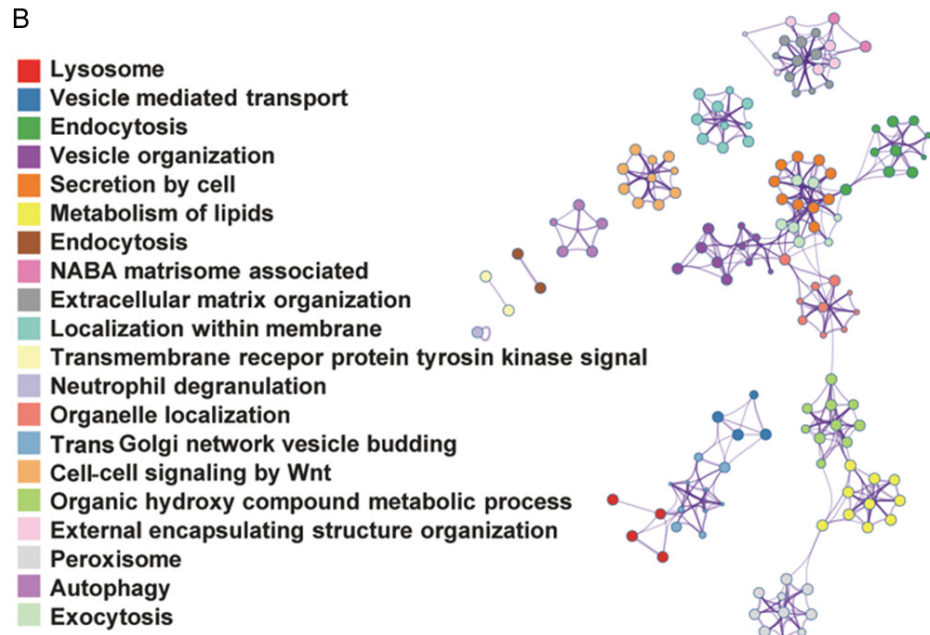 B
Lysosome
Vesicle mediated transport
Endocytosis
Vesicle organization
Secretion by cell
Metabolism of lipids
Endocytosis
NABA matrisome associated
Extracellular matrix organization
Localization within membrane
Transmembrane recepor protein tyrosin kinase signal
Neutrophil degranulation
Organelle localization
Trans Golgi network vesicle budding
Cell-cell signaling by Wnt
Organic hydroxy compound metabolic process
External encapsulating structure organization
Peroxisome
Autophagy
Exocytosis